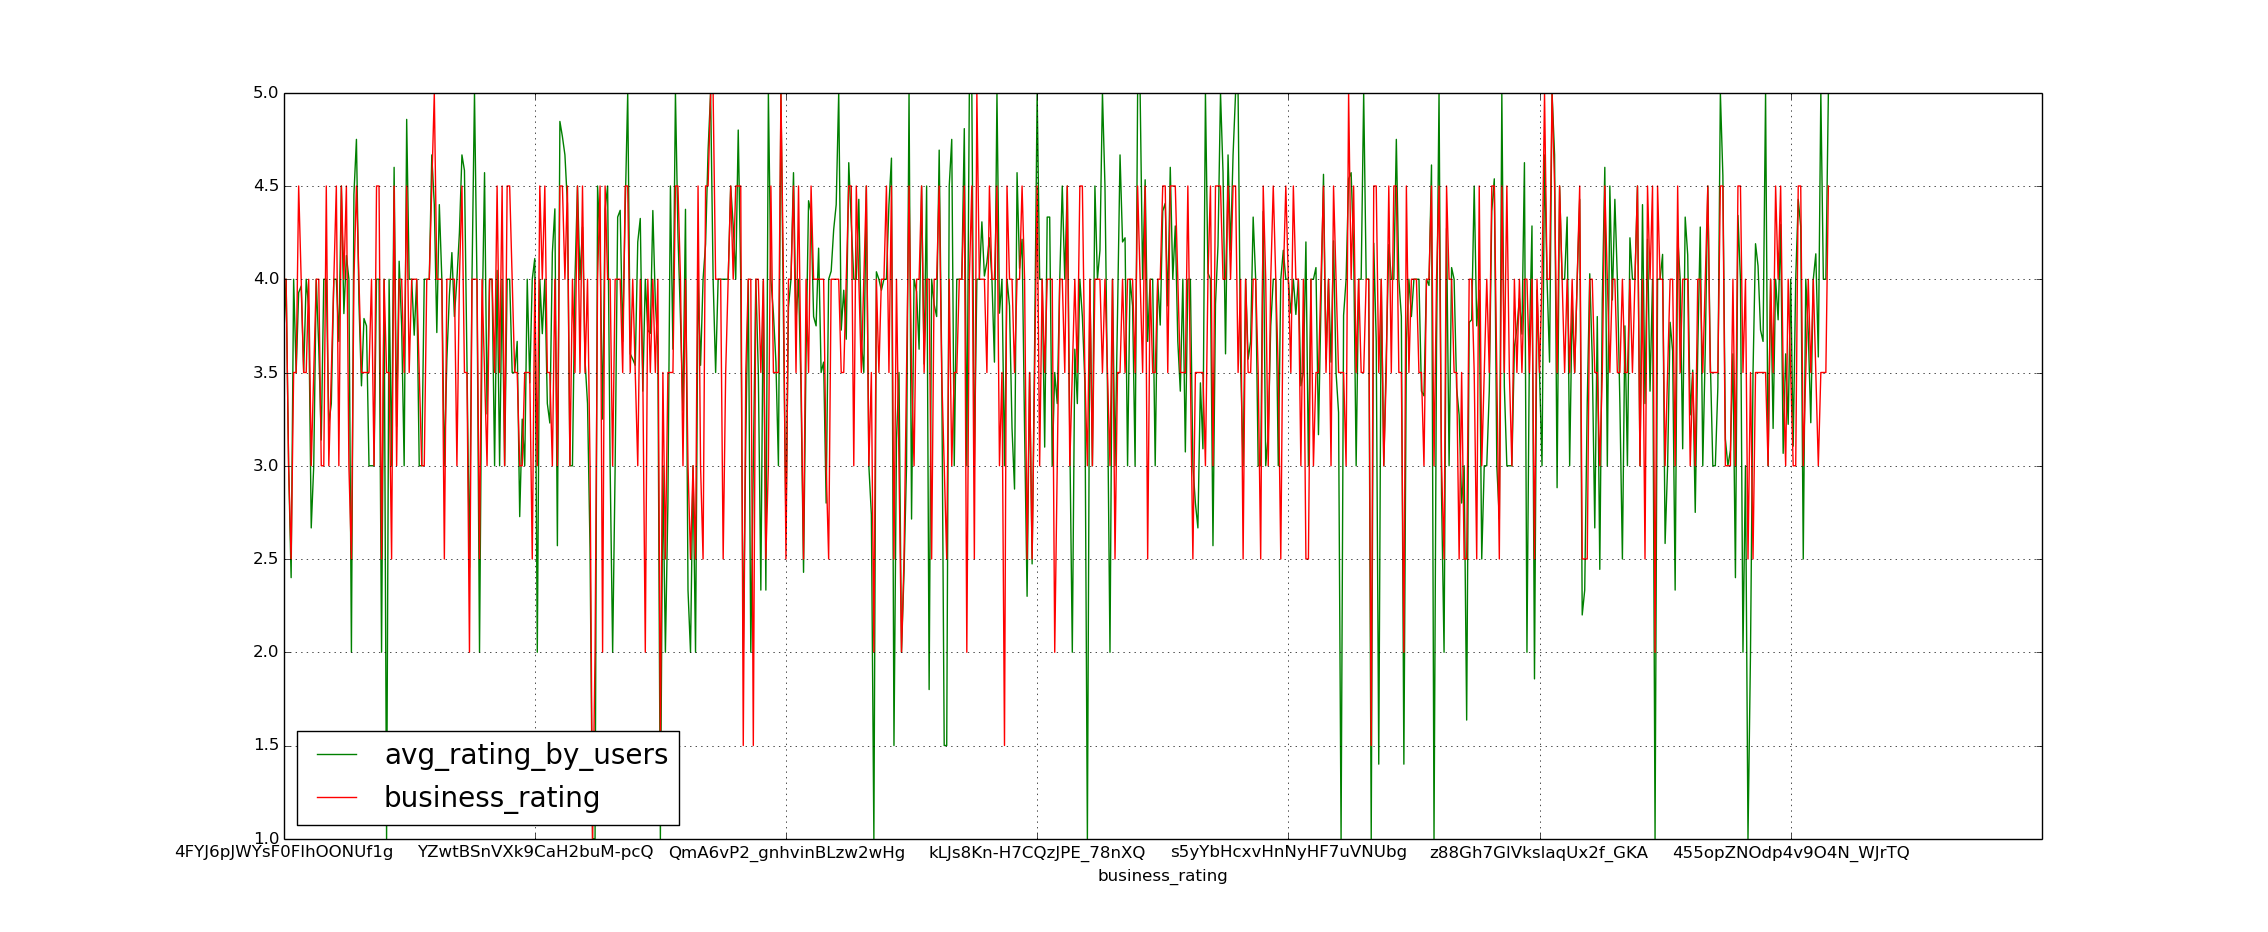 5.0
4.5
4.0
3.5
3.0
2.5
2.0
1.5
1.0
avg_rating_by_users
business_rating
4FYJ6pJWYsF0FlhOONUf1g YZwtBSnVXk9CaH2buM-pcQ QmA6vP2_gnhvinBLzw2wHg kLJs8Kn-H7CQzJPE_78nXQ s5yYbHcxvHnNyHF7uVNUbg z88Gh7GlVkslaqUx2f_GKA 455opZNOdp4v9O4N_WJrTQ
business_rating